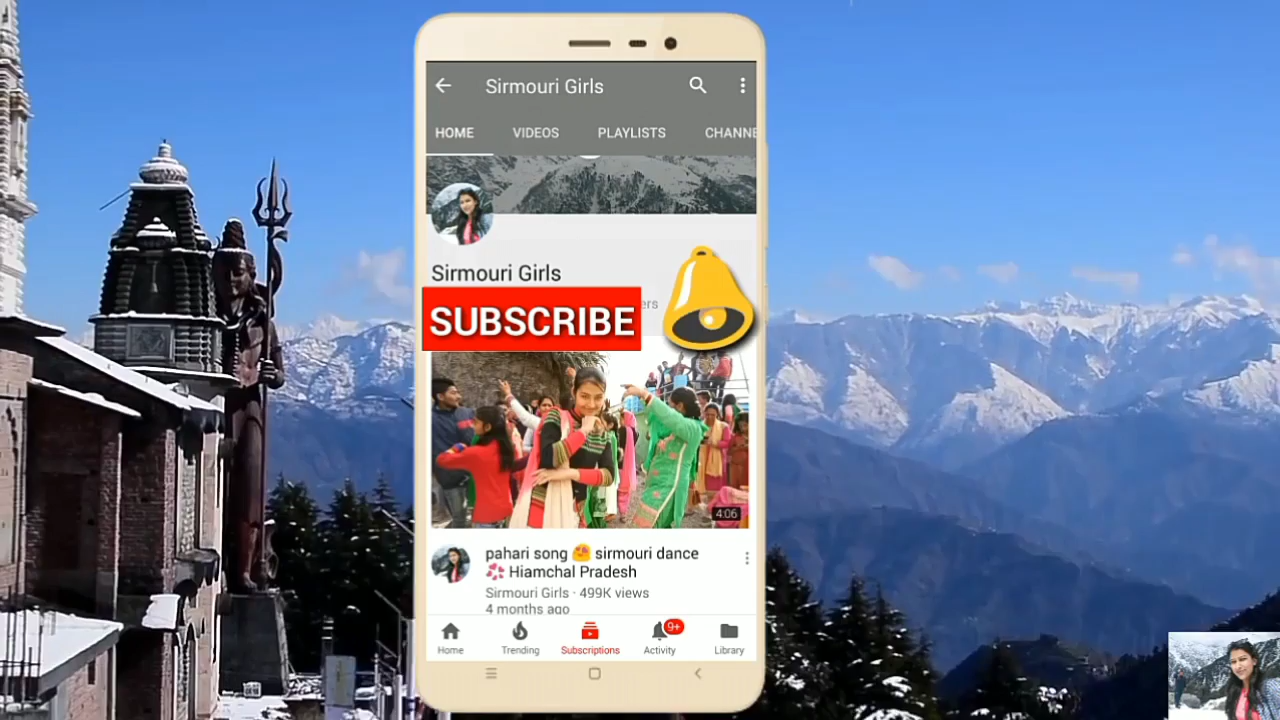 Sirmouri Girls
HOME VIDEOS PLAYLISTS CHANNE
Sirmouri Girls
ers
SUBSCRIBE
4:06
pahari song 😍 sirmouri dance
💞 Hiamchal Pradesh
Sirmouri Girls · 499K views
4 months ago
9+
Home Trending Subscriptions Activity Library